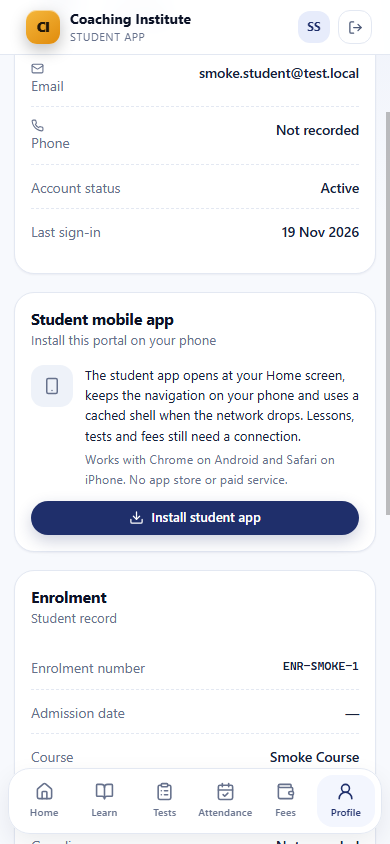 CI
Coaching Institute
STUDENT APP
SS
Email
smoke.student@test.local
Phone
Not recorded
Account status
Active
Last sign-in
19 Nov 2026
Student mobile app
Install this portal on your phone
The student app opens at your Home screen,
keeps the navigation on your phone and uses a
cached shell when the network drops. Lessons,
tests and fees still need a connection.
Works with Chrome on Android and Safari on
iPhone. No app store or paid service.
Install student app
Enrolment
Student record
Enrolment number
ENR-SMOKE-1
Admission date
—
Course
Smoke Course
Home
Learn
Tests
Attendance
Fees
Profile